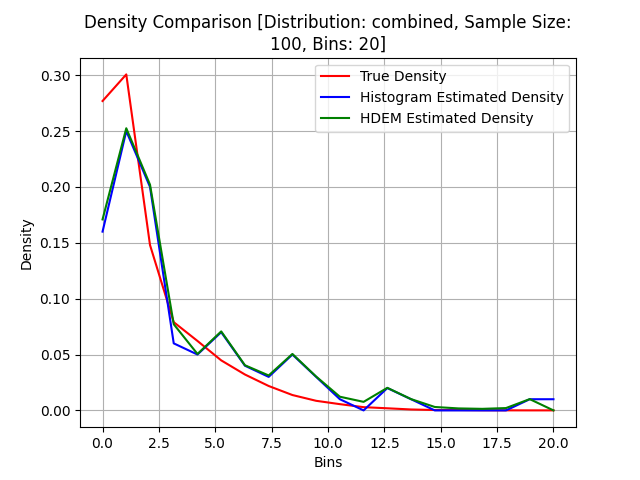 Density Comparison [Distribution: combined, Sample Size:
100, Bins: 20]
True Density
Histogram Estimated Density
HDEM Estimated Density
Density
0.30
0.25
0.20
0.15
0.10
0.05
0.00
0.0 2.5 5.0 7.5 10.0 12.5 15.0 17.5 20.0
Bins